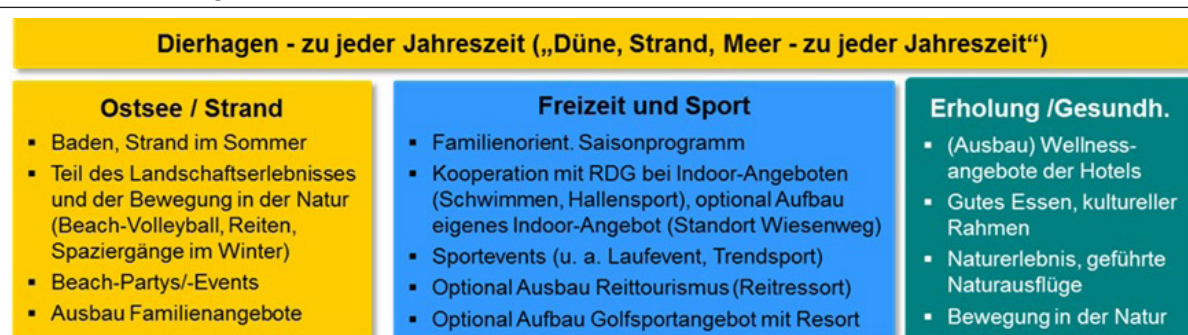 Dierhagen - zu jeder Jahreszeit („Düne, Strand, Meer - zu jeder Jahreszeit“)
Ostsee / Strand
▪ Baden, Strand im Sommer
▪ Teil des Landschaftserlebnisses
und der Bewegung in der Natur
(Beach-Volleyball, Reiten,
Spaziergänge im Winter)
▪ Beach-Partys/-Events
▪ Ausbau Familienangebote
Freizeit und Sport
▪ Familienorient. Saisonprogramm
▪ Kooperation mit RDG bei Indoor-Angeboten
(Schwimmen, Hallensport), optional Aufbau
eigenes Indoor-Angebot (Standort Wiesenweg)
▪ Sportevents (u. a. Laufevent, Trendsport)
▪ Optional Ausbau Reittourismus (Reitressort)
▪ Optional Aufbau Golfsportangebot mit Resort
Erholung /Gesundh.
▪ (Ausbau) Wellness-
angebote der Hotels
▪ Gutes Essen, kultureller
Rahmen
▪ Naturerlebnis, geführte
Naturausflüge
▪ Bewegung in der Natur